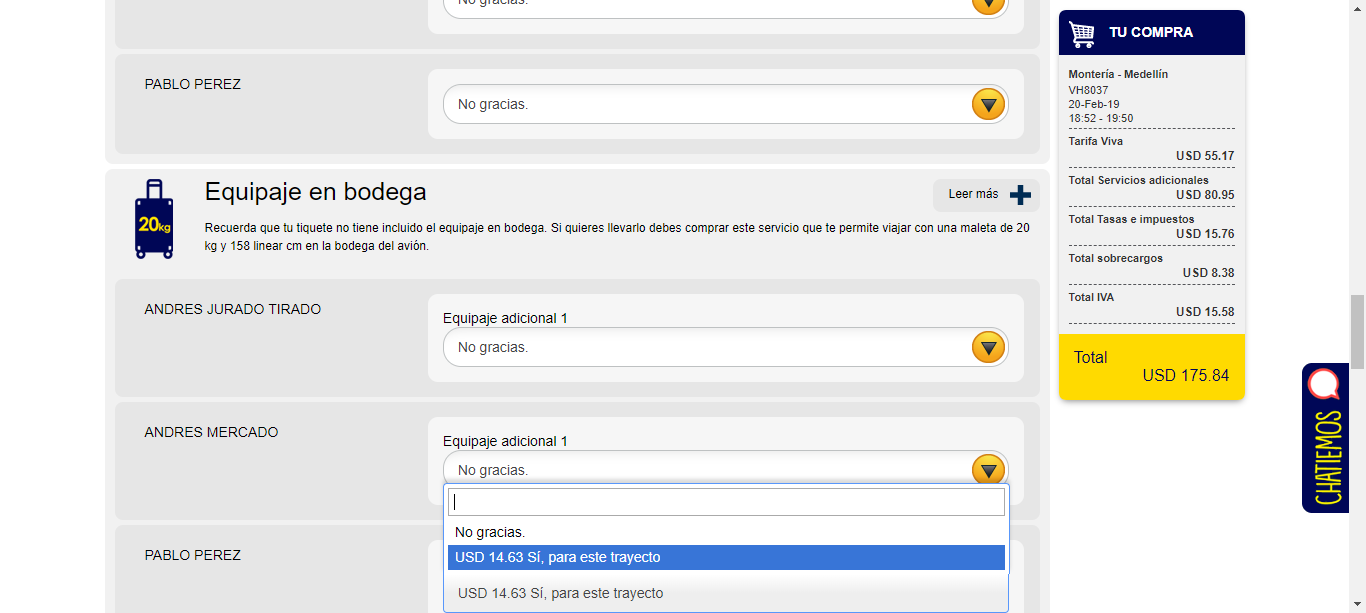 No gracias.
PABLO PEREZ
No gracias.
20kg
Equipaje en bodega
Leer más
Recuerda que tu tiquete no tiene incluido el equipaje en bodega. Si quieres llevarlo debes comprar este servicio que te permite viajar con una maleta de 20
kg y 158 linear cm en la bodega del avión.
ANDRES JURADO TIRADO
Equipaje adicional 1
No gracias.
ANDRES MERCADO
Equipaje adicional 1
No gracias.
No gracias.
USD 14.63 Sí, para este trayecto
PABLO PEREZ
USD 14.63 Sí, para este trayecto
TU COMPRA
Montería - Medellín
VH8037
20-Feb-19
18:52 - 19:50
Tarifa Viva
USD 55.17
Total Servicios adicionales
USD 80.95
Total Tasas e impuestos
USD 15.76
Total sobrecargos
USD 8.38
Total IVA
USD 15.58
Total
USD 175.84
CHATIEMOS